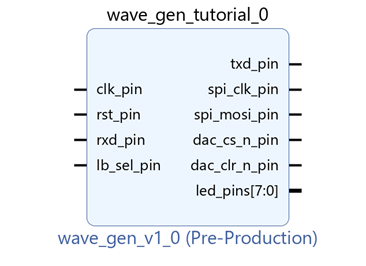 wave_gen_tutorial_0
txd_pin
clk_pin spi_clk_pin
rst_pin spi_mosi_pin
rxd_pin dac_cs_n_pin
lb_sel_pin dac_clr_n_pin
led_pins[7:0]
wave_gen_v1_0 (Pre-Production)